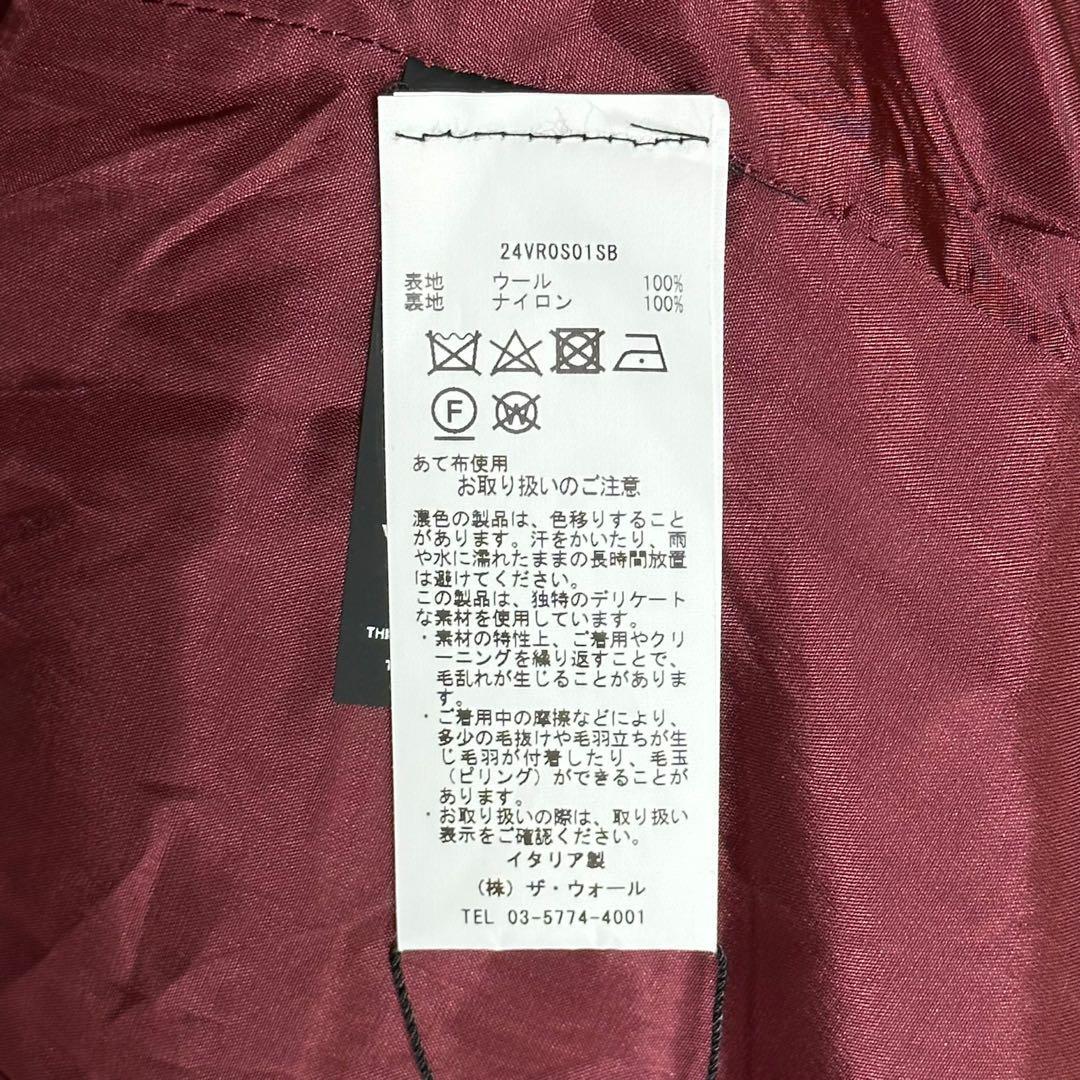 24VROS01SB
表地 ウール 100%
裏地 ナイロン 100%
F
W
あて布使用
お取り扱いのご注意
濃色の製品は、色移りすること
があります。汗をかいたり、雨
や水に濡れたままの長時間放置
は避けてください。
この製品は、独特のデリケート
な素材を使用しています。
・素材の特性上、ご着用やクリ
ーニングを繰り返すことで、
毛乱れが生じることがありま
す。
・ご着用中の摩擦などにより、
多少の毛抜けや毛羽立ちが生
じ毛羽が付着したり、毛玉
（ピリング）ができることが
あります。
・お取り扱いの際は、取り扱い
表示をご確認ください。
イタリア製
（株）ザ・ウォール
TEL 03-5774-4001